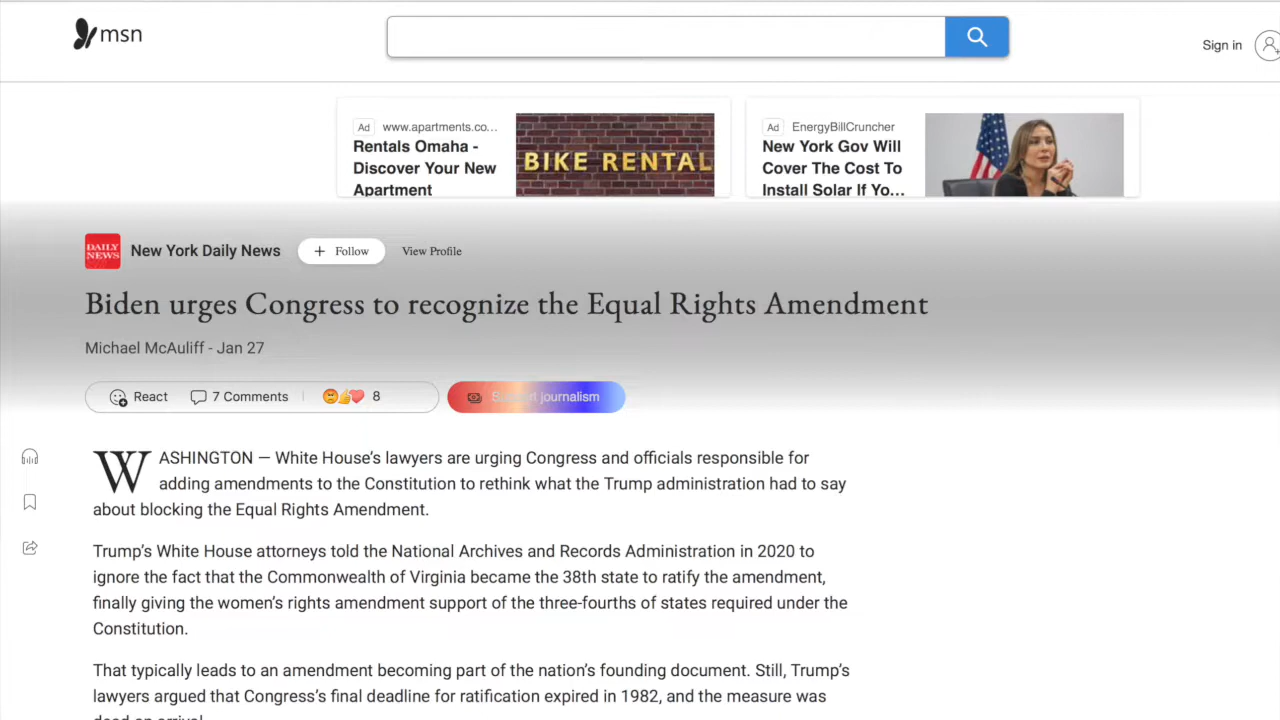 msn
Sign in
Ad www.apartments.co...
Rentals Omaha -
Discover Your New
Apartment
BIKE RENTAL
Ad EnergyBillCruncher
New York Gov Will
Cover The Cost To
Install Solar If Yo...
DAILY
NEWS
New York Daily News
+ Follow
View Profile
Biden urges Congress to recognize the Equal Rights Amendment
Michael McAuliff - Jan 27
React
7 Comments
8
Support journalism
WASHINGTON — White House’s lawyers are urging Congress and officials responsible for
adding amendments to the Constitution to rethink what the Trump administration had to say
about blocking the Equal Rights Amendment.
Trump’s White House attorneys told the National Archives and Records Administration in 2020 to
ignore the fact that the Commonwealth of Virginia became the 38th state to ratify the amendment,
finally giving the women’s rights amendment support of the three-fourths of states required under the
Constitution.
That typically leads to an amendment becoming part of the nation’s founding document. Still, Trump’s
lawyers argued that Congress’s final deadline for ratification expired in 1982, and the measure was
dead on arrival.